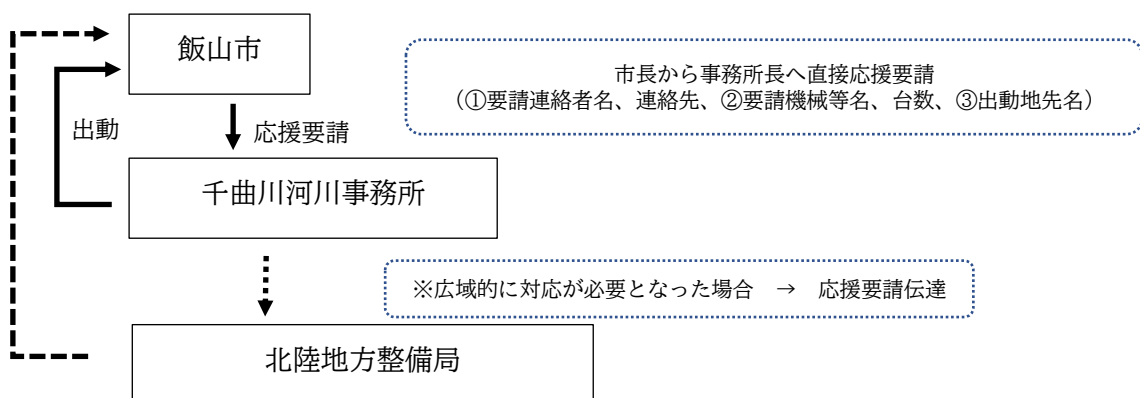 飯山市
市長から事務所長へ直接応援要請
（①要請連絡者名、連絡先、②要請機械等名、台数、③出動地先名）
出動
応援要請
千曲川河川事務所
※広域的に対応が必要となった場合　→　応援要請伝達
北陸地方整備局